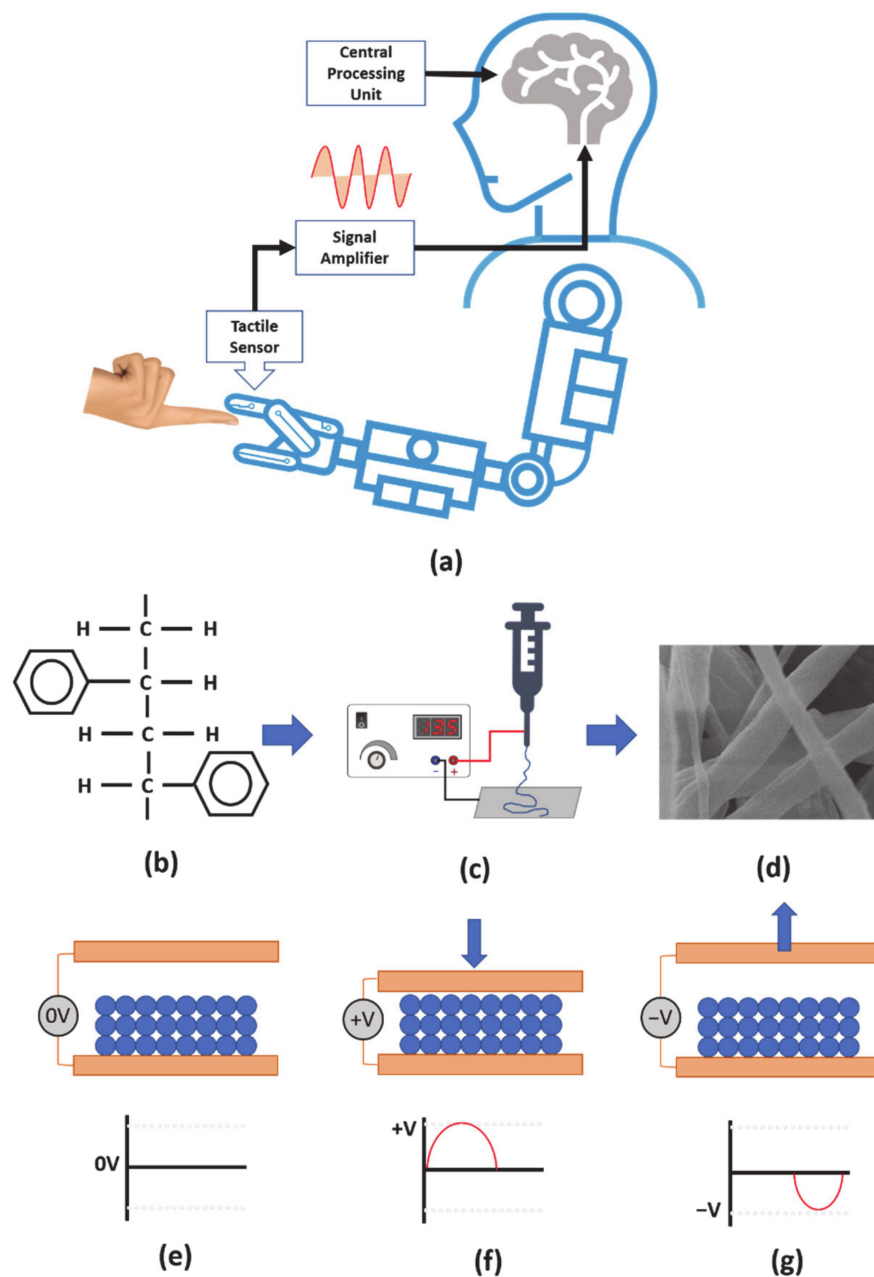 Central
Processing
Unit
Signal
Amplifier
Tactile
Sensor
(a)
H C H
C H
H C H
H C
(b)
135
- +
(c)
(d)
0V
+V
−V
0V
+V
−V
(e)
(f)
(g)